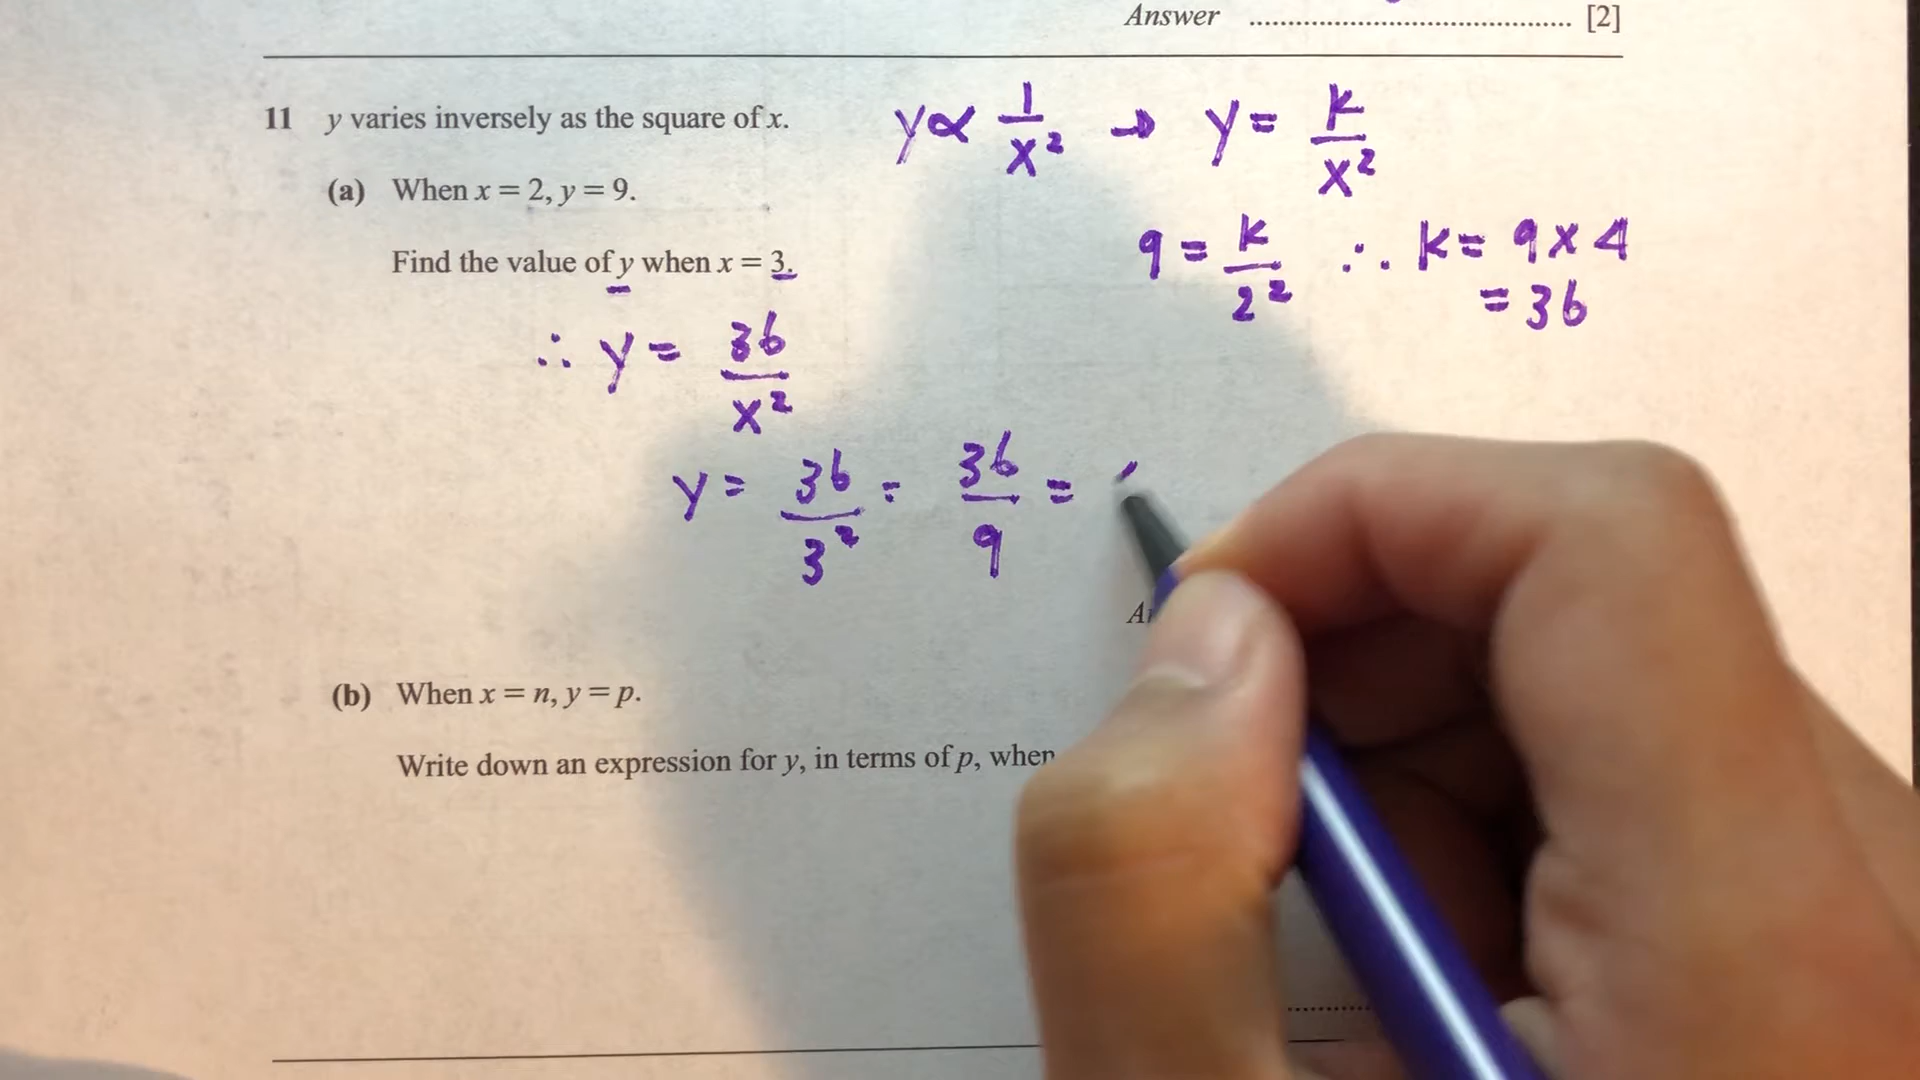 Answer ........................................ [2]
11 y varies inversely as the square of x. y ∝ 1/x² → y = k/x²
(a) When x = 2, y = 9.
9 = k/2² ∴ k = 9 x 4
= 36
Find the value of y when x = 3.
∴ y = 36/x²
y = 36/3² = 36/9 =
(b) When x = n, y = p.
Write down an expression for y, in terms of p, when